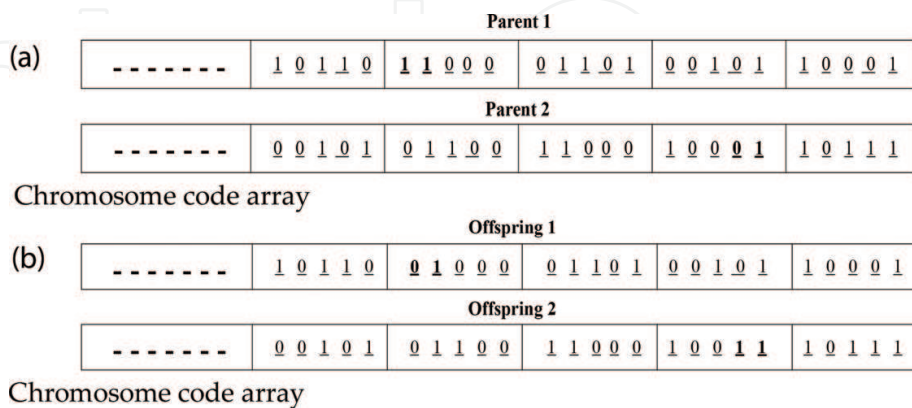 Parent 1
(a) - - - - - - - 1 0 1 1 0 1 1 0 0 0 0 1 1 0 1 0 0 1 0 1 1 0 0 0 1
Parent 2
- - - - - - - 0 0 1 0 1 0 1 1 0 0 1 1 0 0 0 1 0 0 0 1 1 0 1 1 1
Chromosome code array
Offspring 1
(b) - - - - - - - 1 0 1 1 0 0 1 0 0 0 0 1 1 0 1 0 0 1 0 1 1 0 0 0 1
Offspring 2
- - - - - - - 0 0 1 0 1 0 1 1 0 0 1 1 0 0 0 1 0 0 1 1 1 0 1 1 1
Chromosome code array